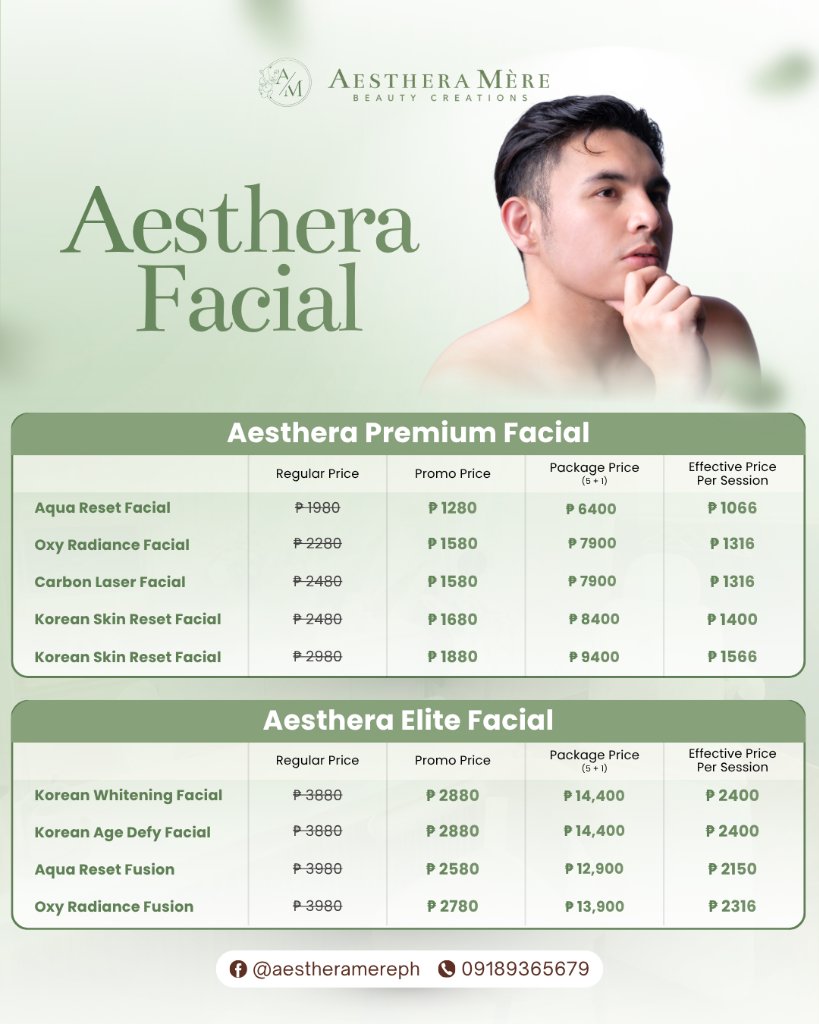 A/M
AESTHERA MÈRE
BEAUTY CREATIONS
Aesthera
Facial
Aesthera Premium Facial
Regular Price Promo Price Package Price (5 + 1) Effective Price Per Session
Aqua Reset Facial ₱ 1980 ₱ 1280 ₱ 6400 ₱ 1066
Oxy Radiance Facial ₱ 2280 ₱ 1580 ₱ 7900 ₱ 1316
Carbon Laser Facial ₱ 2480 ₱ 1580 ₱ 7900 ₱ 1316
Korean Skin Reset Facial ₱ 2480 ₱ 1680 ₱ 8400 ₱ 1400
Korean Skin Reset Facial ₱ 2980 ₱ 1880 ₱ 9400 ₱ 1566
Aesthera Elite Facial
Regular Price Promo Price Package Price (5 + 1) Effective Price Per Session
Korean Whitening Facial ₱ 3880 ₱ 2880 ₱ 14,400 ₱ 2400
Korean Age Defy Facial ₱ 3880 ₱ 2880 ₱ 14,400 ₱ 2400
Aqua Reset Fusion ₱ 3980 ₱ 2580 ₱ 12,900 ₱ 2150
Oxy Radiance Fusion ₱ 3980 ₱ 2780 ₱ 13,900 ₱ 2316
@aestheramereph 09189365679